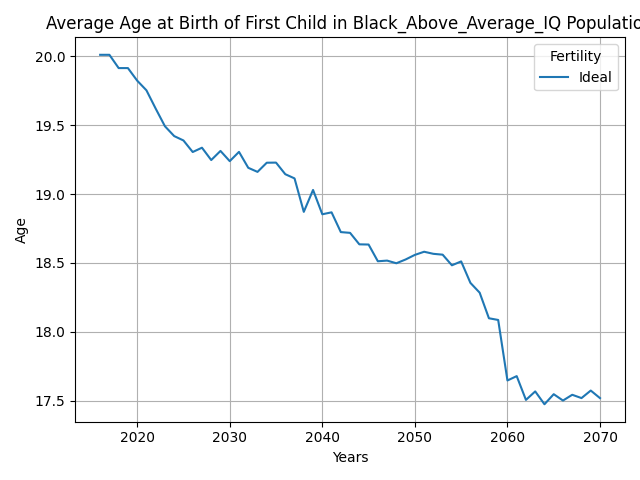 Average Age at Birth of First Child in Black_Above_Average_IQ Populatio
Fertility
Ideal
20.0
19.5
19.0
18.5
18.0
17.5
Age
2020 2030 2040 2050 2060 2070
Years